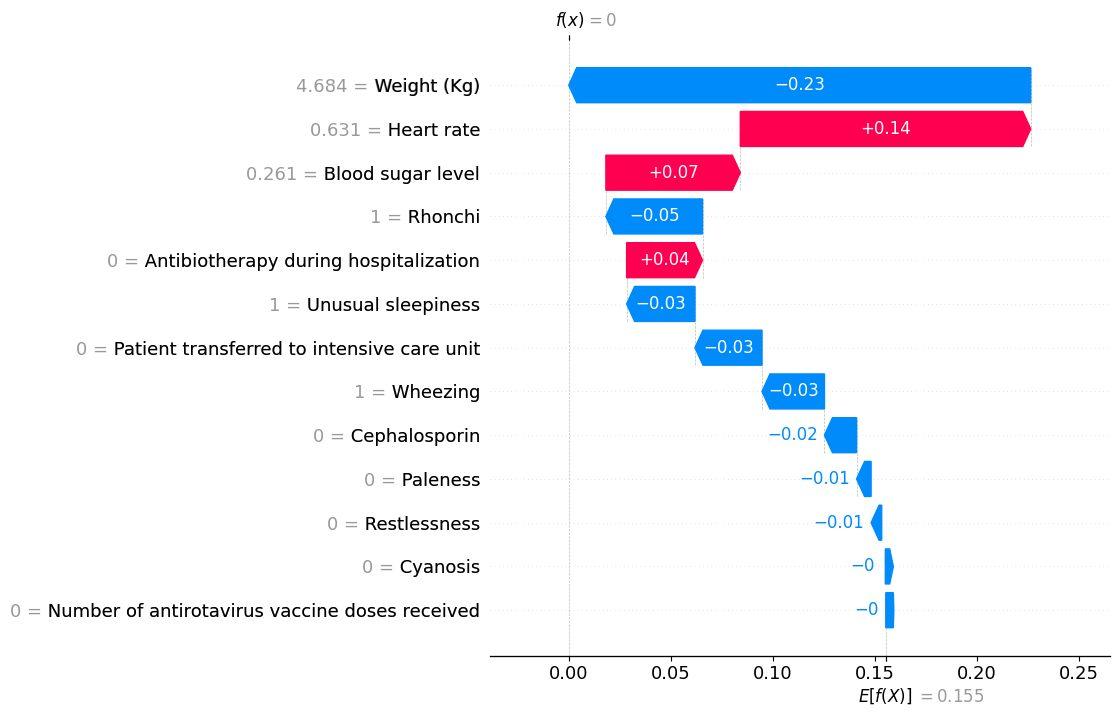 f(x) = 0
4.684 = Weight (Kg) −0.23
0.631 = Heart rate +0.14
0.261 = Blood sugar level +0.07
1 = Rhonchi −0.05
0 = Antibiotherapy during hospitalization +0.04
1 = Unusual sleepiness −0.03
0 = Patient transferred to intensive care unit −0.03
1 = Wheezing −0.03
0 = Cephalosporin −0.02
0 = Paleness −0.01
0 = Restlessness −0.01
0 = Cyanosis −0
0 = Number of antirotavirus vaccine doses received −0
0.00 0.05 0.10 0.15 0.20 0.25
E[f(X)] = 0.155